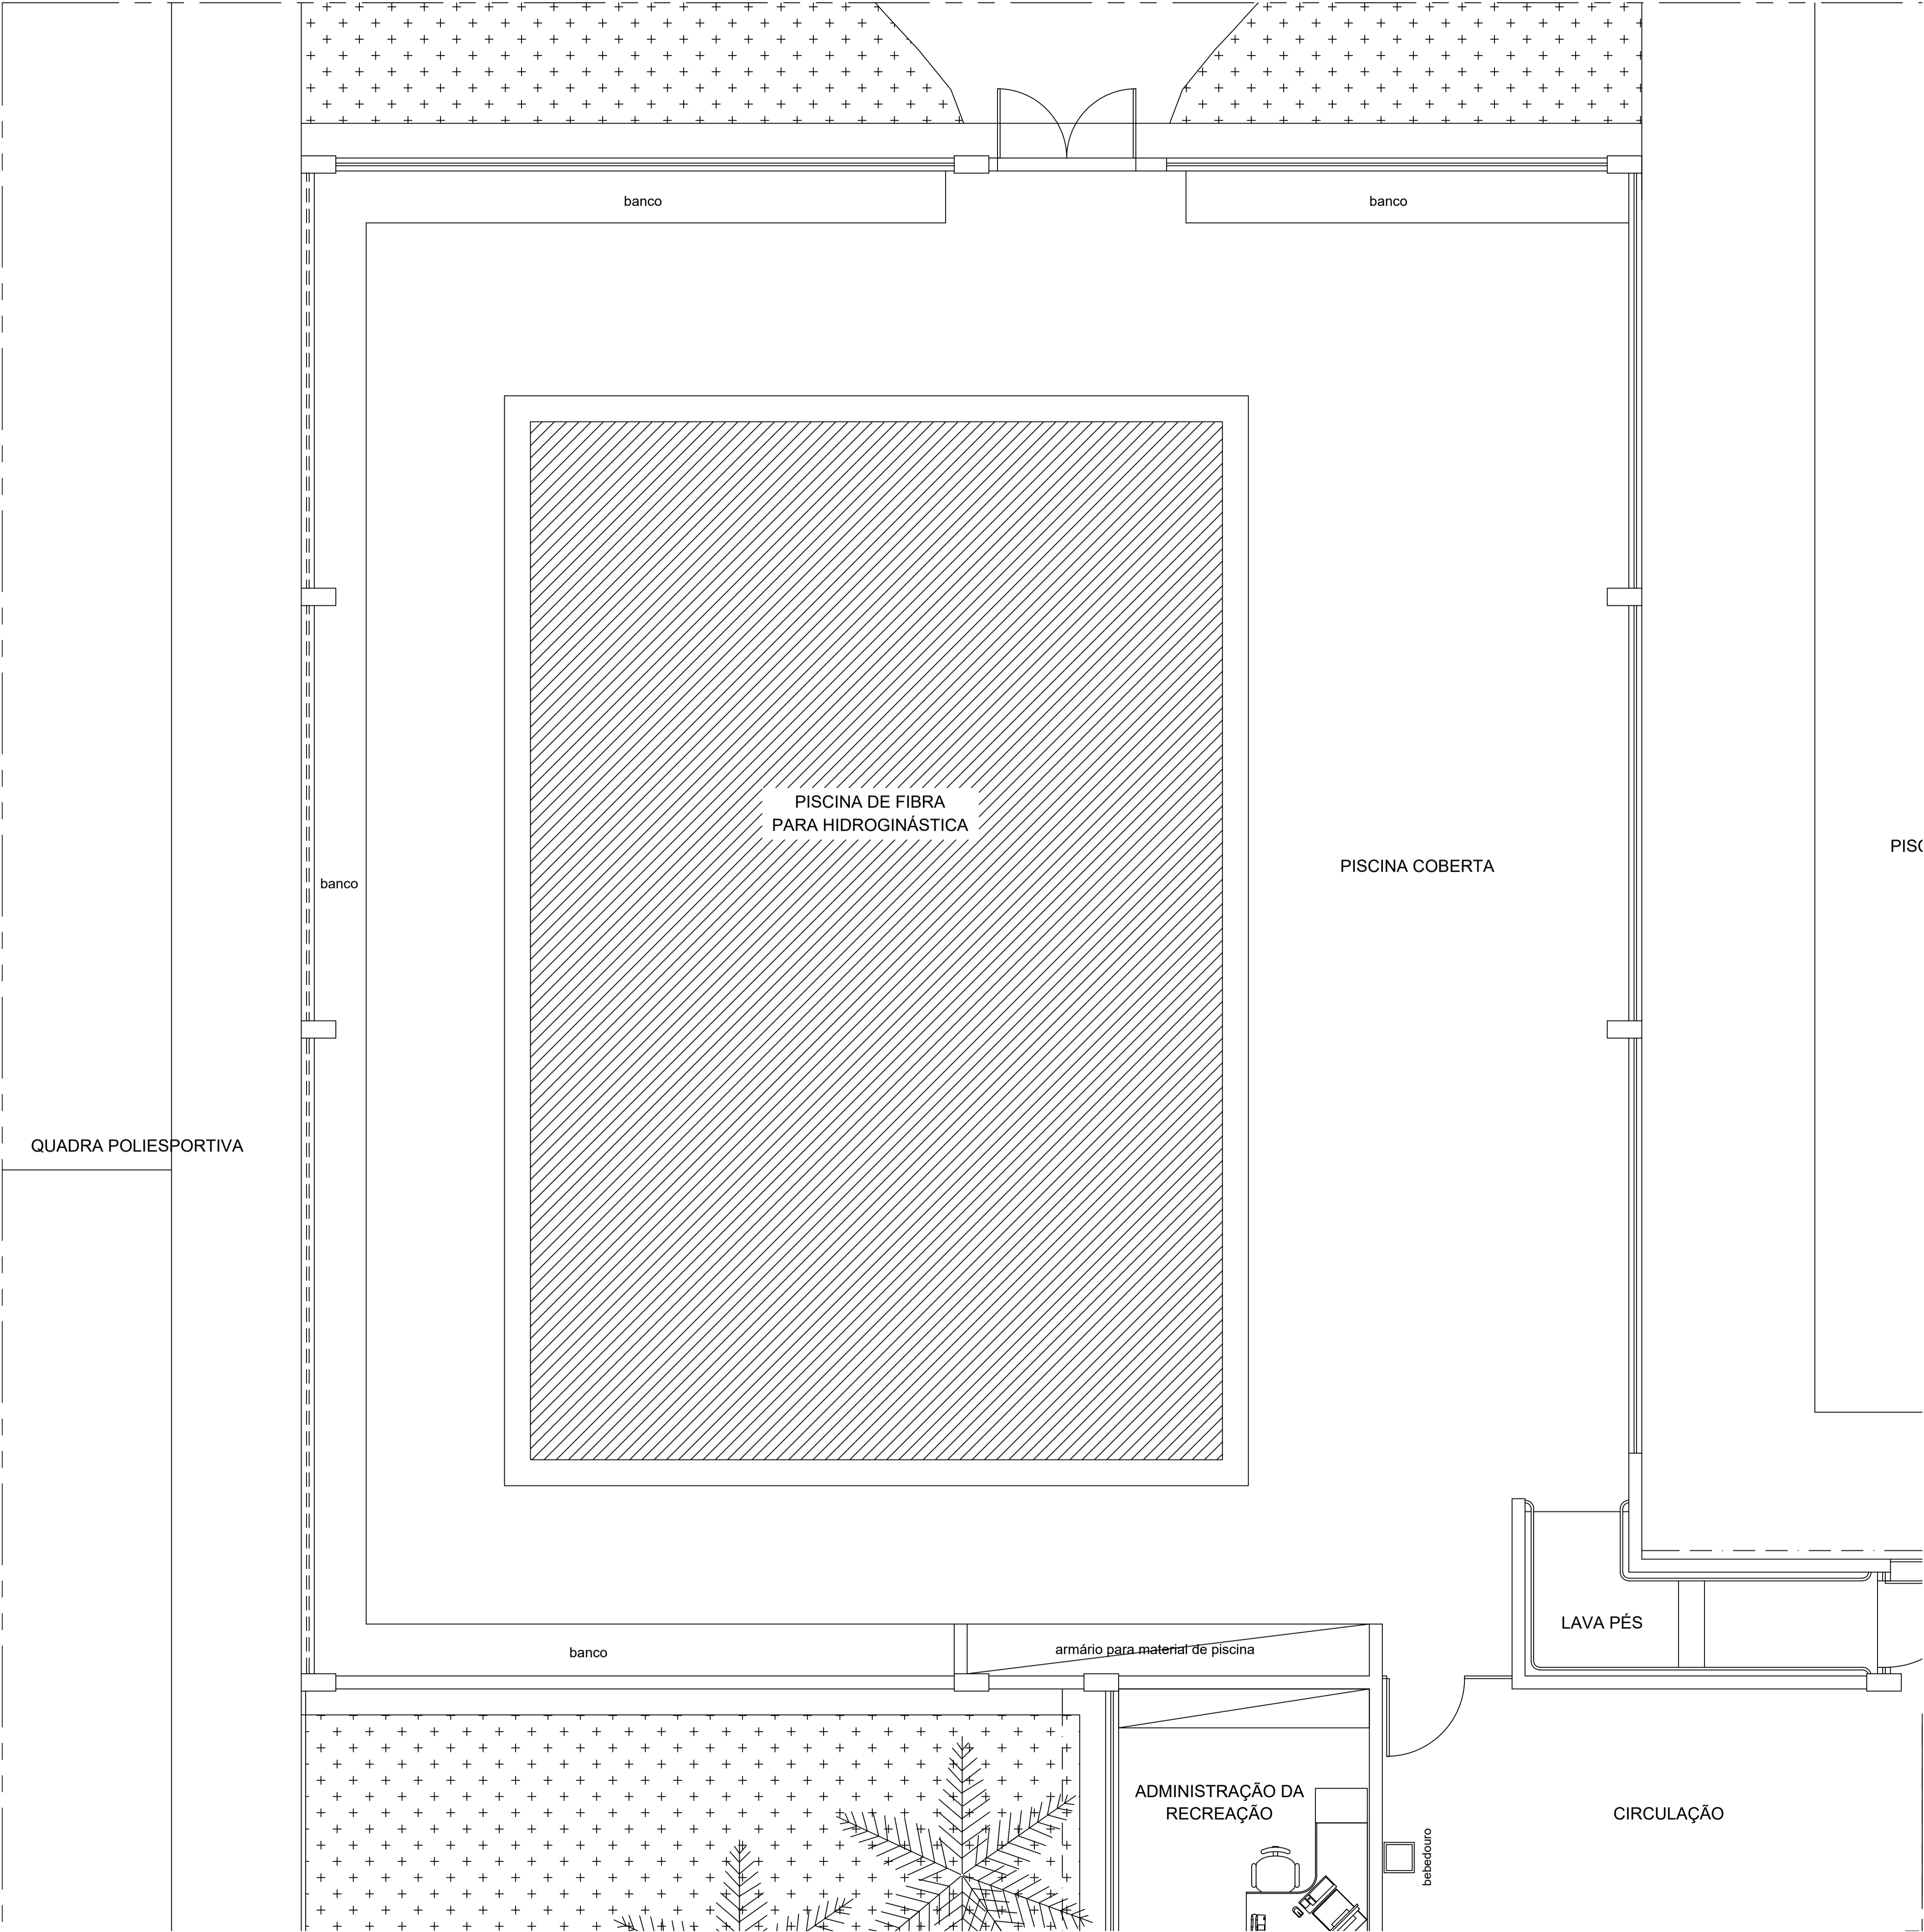 banco
banco
PISCINA DE FIBRA
PARA HIDROGINÁSTICA
PISCINA COBERTA
banco
QUADRA POLIESPORTIVA
LAVA PÉS
banco
armário para material de piscina
ADMINISTRAÇÃO DA
RECREAÇÃO
CIRCULAÇÃO
bebedouro